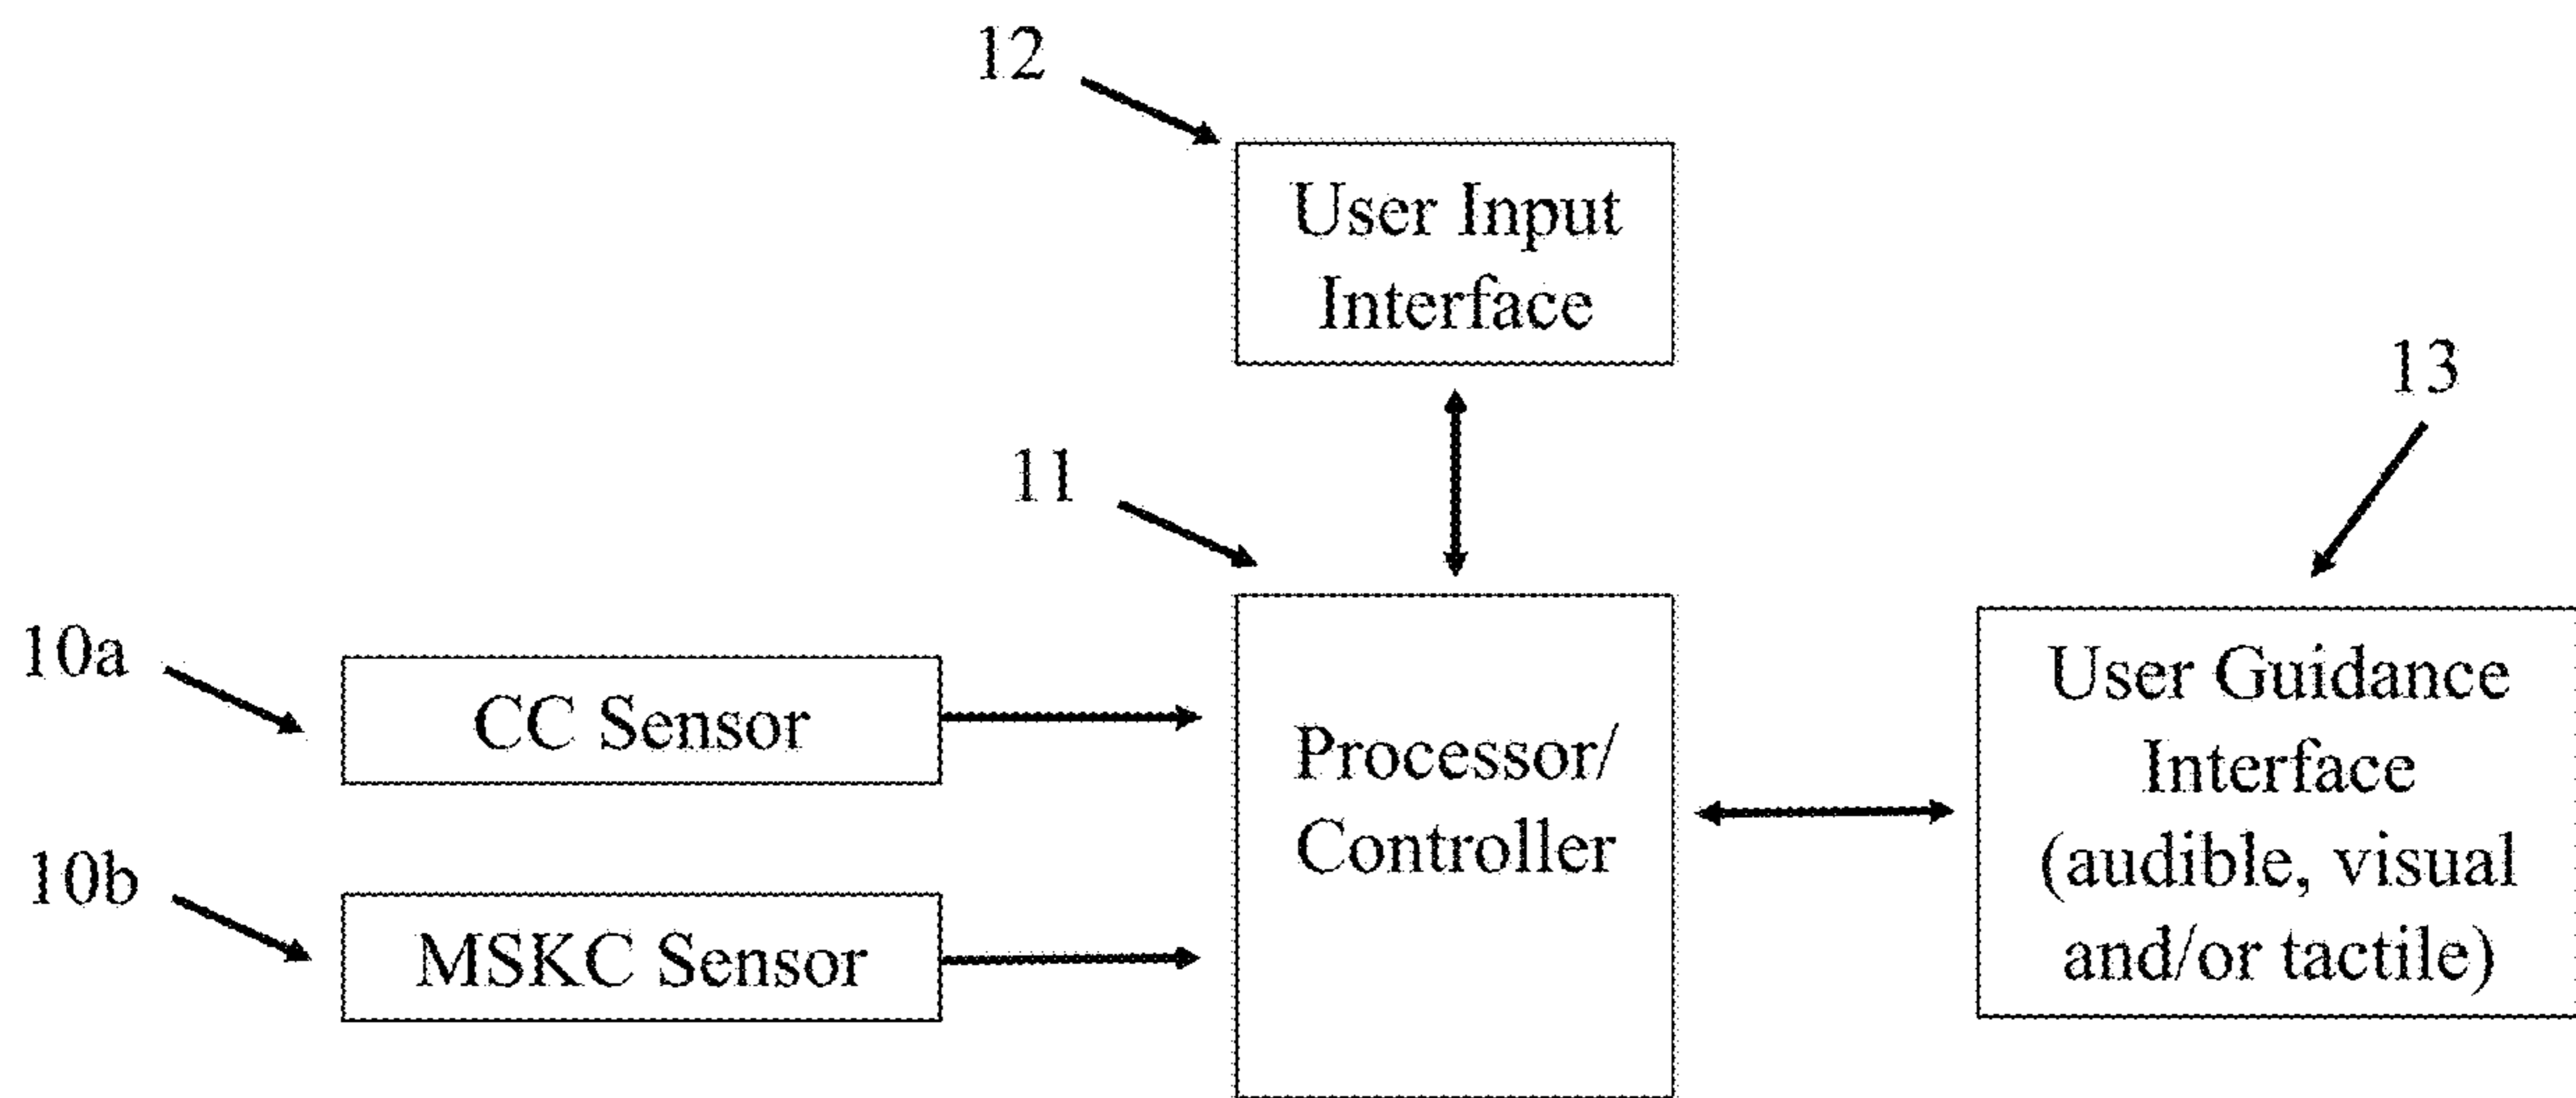 12
User Input
Interface
13
11
10a
CC Sensor
Processor/
Controller
User Guidance
Interface
(audible, visual
and/or tactile)
10b
MSKC Sensor